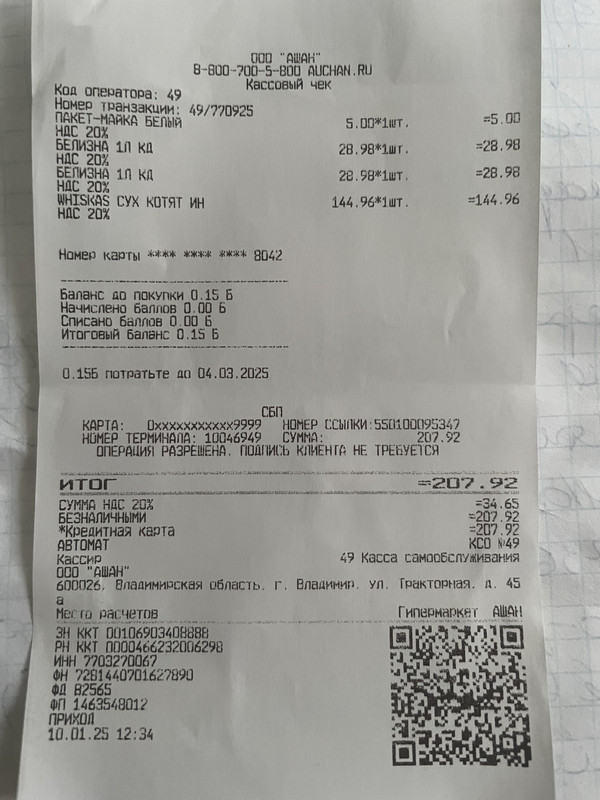 ООО "АШАН"
8-800-700-5-800 AUCHAN.RU
Кассовый чек
Код оператора: 49
Номер транзакции: 49/770925
ПАКЕТ-МАЙКА БЕЛЫЙ 5.00*1шт. =5.00
НДС 20%
БЕЛИЗНА 1Л КД 28.98*1шт. =28.98
НДС 20%
БЕЛИЗНА 1Л КД 28.98*1шт. =28.98
НДС 20%
WHISKAS СУХ КОТЯТ ИН 144.96*1шт. =144.96
НДС 20%
Номер карты **** **** **** 8042
Баланс до покупки 0.15 Б
Начислено баллов 0.00 Б
Списано баллов 0.00 Б
Итоговый баланс 0.15 Б
0.15Б потратьте до 04.03.2025
СБП
КАРТА: 0xxxxxxxxxxx9999 НОМЕР ССЫЛКИ:550100095347
НОМЕР ТЕРМИНАЛА: 10046949 СУММА: 207.92
ОПЕРАЦИЯ РАЗРЕШЕНА. ПОДПИСЬ КЛИЕНТА НЕ ТРЕБУЕТСЯ
ИТОГ =207.92
СУММА НДС 20% =34.65
БЕЗНАЛИЧНЫМИ =207.92
*Кредитная карта =207.92
АВТОМАТ КСО №49
Кассир 49 Касса самообслуживания
ООО "АШАН"
600026, Владимирская область, г. Владимир, ул. Тракторная, д. 45
а
Место расчетов Гипермаркет АШАН
ЗН ККТ 00106903408888
РН ККТ 0000466232006298
ИНН 7703270067
ФН 7281440701627890
ФД 82565
ФП 1463548012
ПРИХОД
10.01.25 12:34